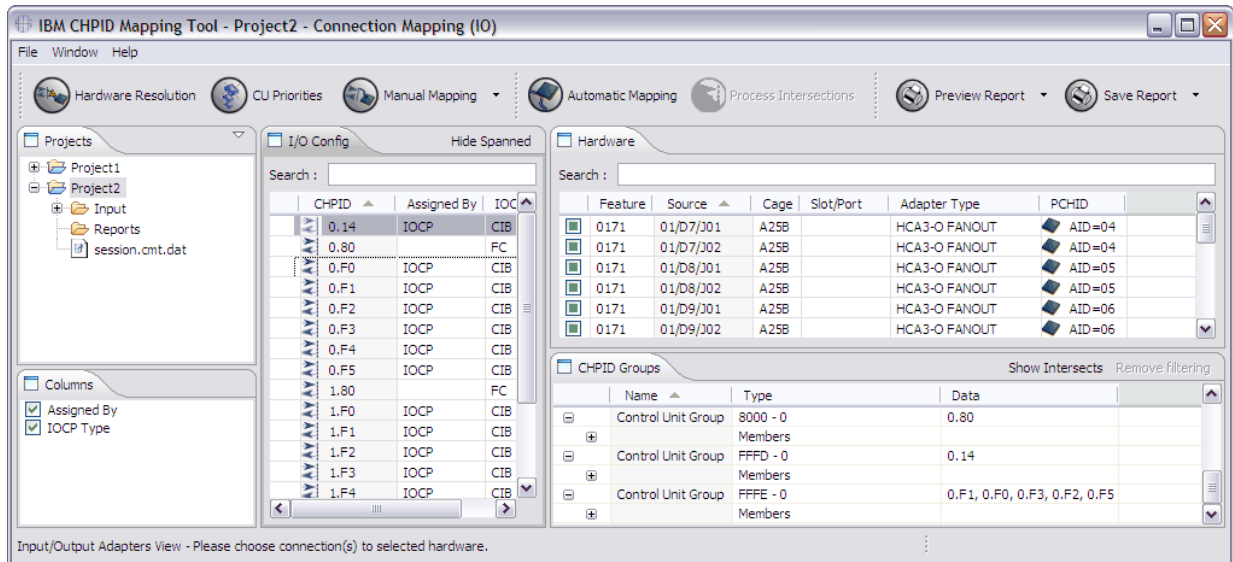 IBM CHPID Mapping Tool - Project2 - Connection Mapping (IO)
File Window Help
Hardware Resolution CU Priorities Manual Mapping Automatic Mapping Process Intersections Preview Report Save Report
Projects
Project1
Project2
Input
Reports
session.cmt.dat
Columns
Assigned By
IOCP Type
I/O Config Hide Spanned
Search :
CHPID Assigned By IOC
0.14 IOCP CIB
0.80 FC
0.F0 IOCP CIB
0.F1 IOCP CIB
0.F2 IOCP CIB
0.F3 IOCP CIB
0.F4 IOCP CIB
0.F5 IOCP CIB
1.80 FC
1.F0 IOCP CIB
1.F1 IOCP CIB
1.F2 IOCP CIB
1.F3 IOCP CIB
1.F4 IOCP CIB
Hardware
Search :
Feature Source Cage Slot/Port Adapter Type PCHID
0171 01/D7/J01 A25B HCA3-O FANOUT AID=04
0171 01/D7/J02 A25B HCA3-O FANOUT AID=04
0171 01/D8/J01 A25B HCA3-O FANOUT AID=05
0171 01/D8/J02 A25B HCA3-O FANOUT AID=05
0171 01/D9/J01 A25B HCA3-O FANOUT AID=06
0171 01/D9/J02 A25B HCA3-O FANOUT AID=06
CHPID Groups Show Intersects Remove filtering
Name Type Data
Control Unit Group 8000 - 0 0.80
Members
Control Unit Group FFFD - 0 0.14
Members
Control Unit Group FFFE - 0 0.F1, 0.F0, 0.F3, 0.F2, 0.F5
Members
Input/Output Adapters View - Please choose connection(s) to selected hardware.